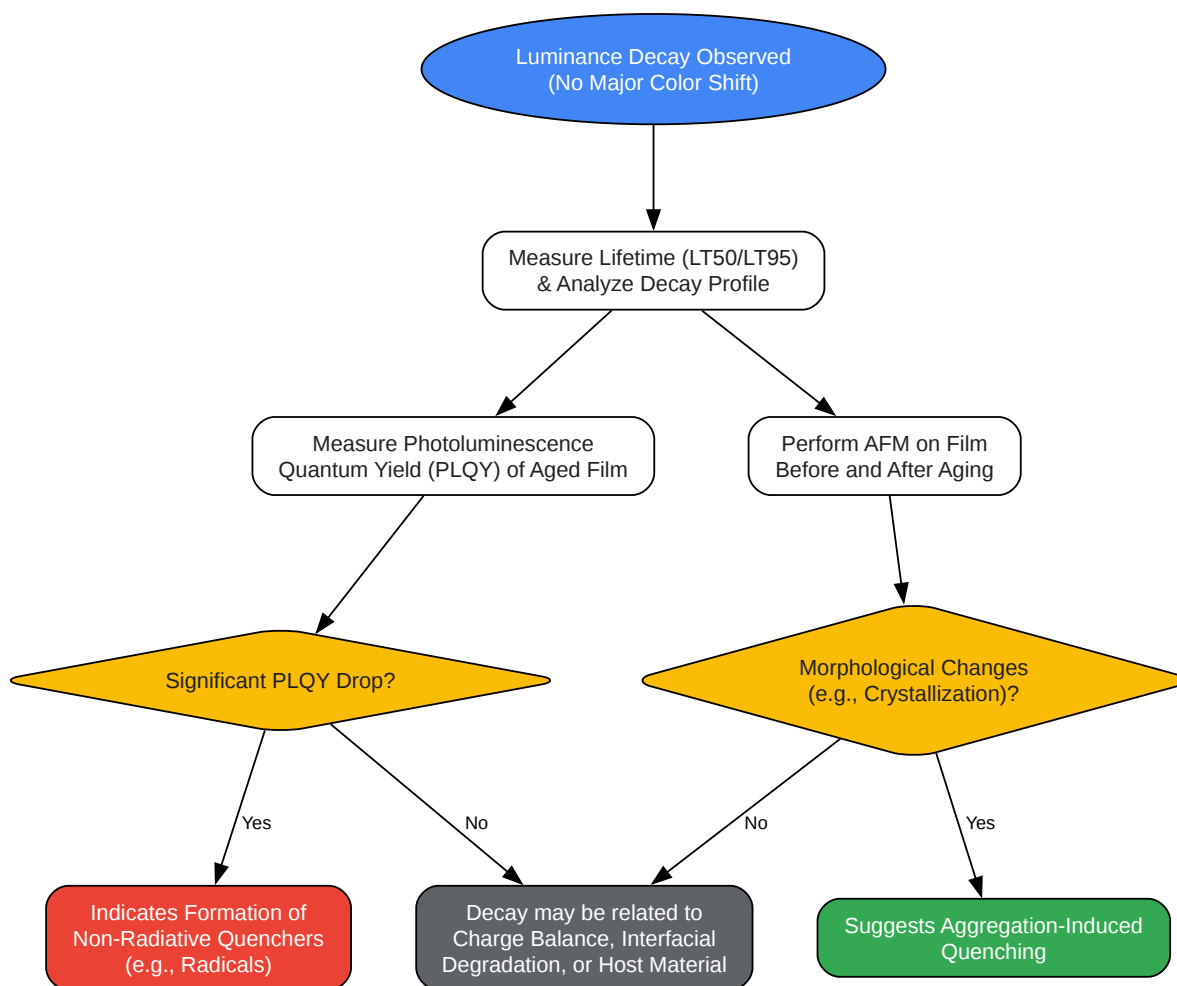 Luminance Decay Observed
(No Major Color Shift)
Measure Lifetime (LT50/LT95)
& Analyze Decay Profile
Measure Photoluminescence
Quantum Yield (PLQY) of Aged Film
Perform AFM on Film
Before and After Aging
Significant PLQY Drop?
Morphological Changes
(e.g., Crystallization)?
Yes
No
No
Yes
Indicates Formation of
Non-Radiative Quenchers
(e.g., Radicals)
Decay may be related to
Charge Balance, Interfacial
Degradation, or Host Material
Suggests Aggregation-Induced
Quenching